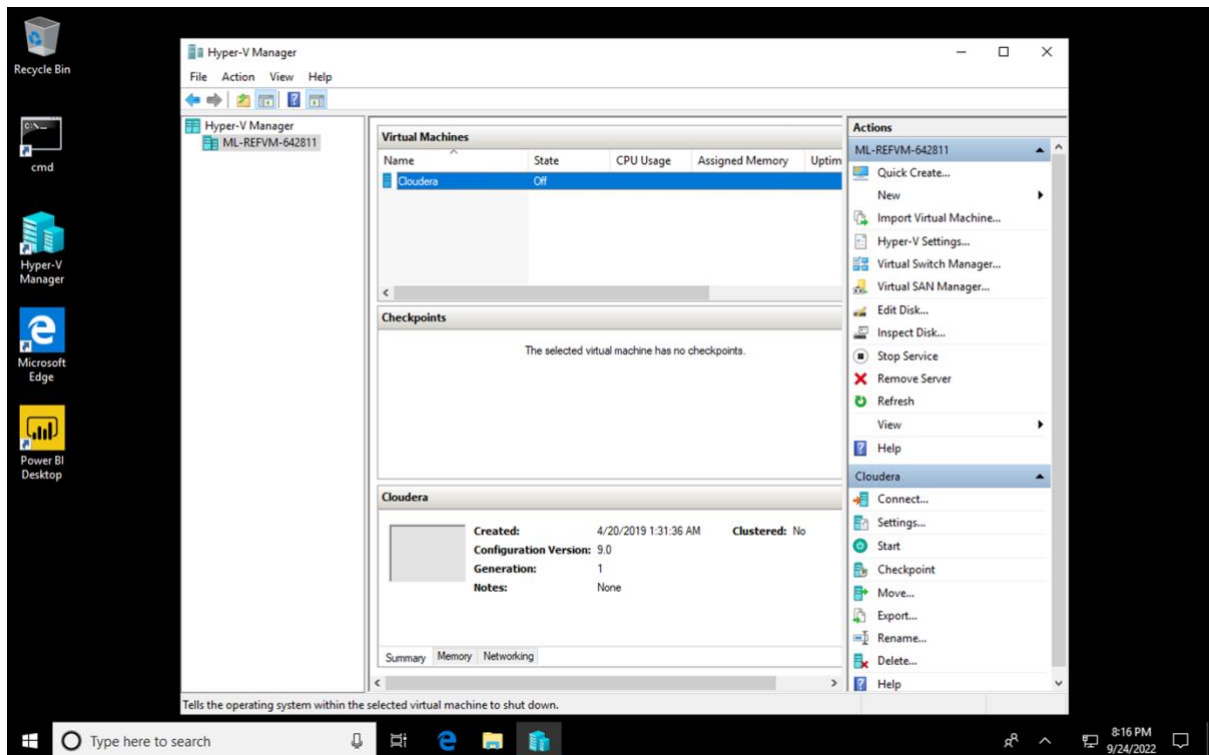 Recycle Bin
cmd
Hyper-V
Manager
Microsoft
Edge
Power BI
Desktop
Hyper-V Manager
File Action View Help
Hyper-V Manager
ML-REFVM-642811
Virtual Machines
Name State CPU Usage Assigned Memory Uptim
Cloudera Off
Checkpoints
The selected virtual machine has no checkpoints.
Cloudera
Created: 4/20/2019 1:31:36 AM Clustered: No
Configuration Version: 9.0
Generation: 1
Notes: None
Summary Memory Networking
Actions
ML-REFVM-642811
Quick Create...
New
Import Virtual Machine...
Hyper-V Settings...
Virtual Switch Manager...
Virtual SAN Manager...
Edit Disk...
Inspect Disk...
Stop Service
Remove Server
Refresh
View
Help
Cloudera
Connect...
Settings...
Start
Checkpoint
Move...
Export...
Rename...
Delete...
Help
Tells the operating system within the selected virtual machine to shut down.
Type here to search
8:16 PM
9/24/2022